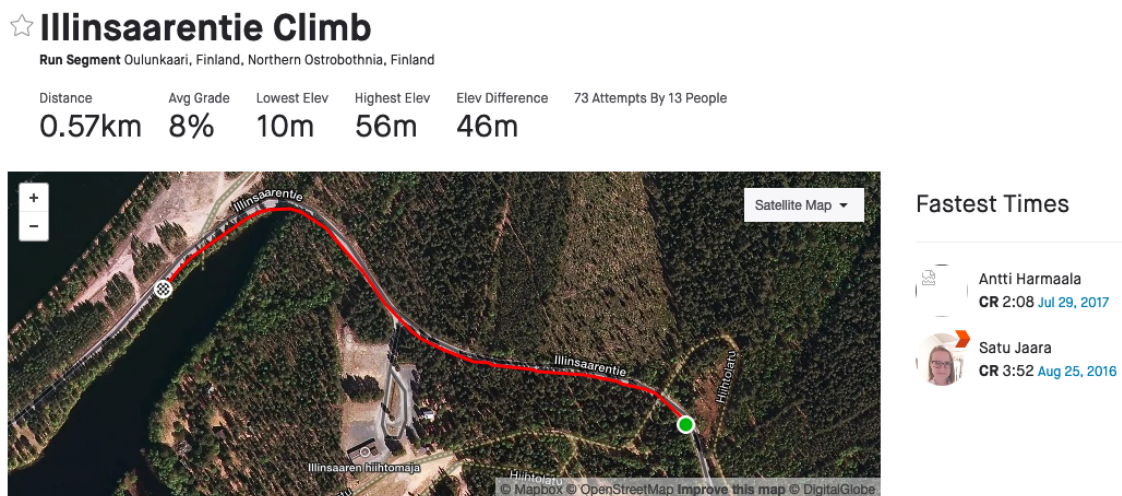 Illinsaarentie Climb
Run Segment Oulunkaari, Finland, Northern Ostrobothnia, Finland
Distance Avg Grade Lowest Elev Highest Elev Elev Difference 73 Attempts By 13 People
0.57km 8% 10m 56m 46m
+
−
Illinsaarentie
Satellite Map
Illinsaarentie
Hiihtolatu
Illinsaaren hiihtomaja
Hiihtolatu
© Mapbox © OpenStreetMap Improve this map © DigitalGlobe
Fastest Times
Antti Harmaala
CR 2:08 Jul 29, 2017
Satu Jaara
CR 3:52 Aug 25, 2016